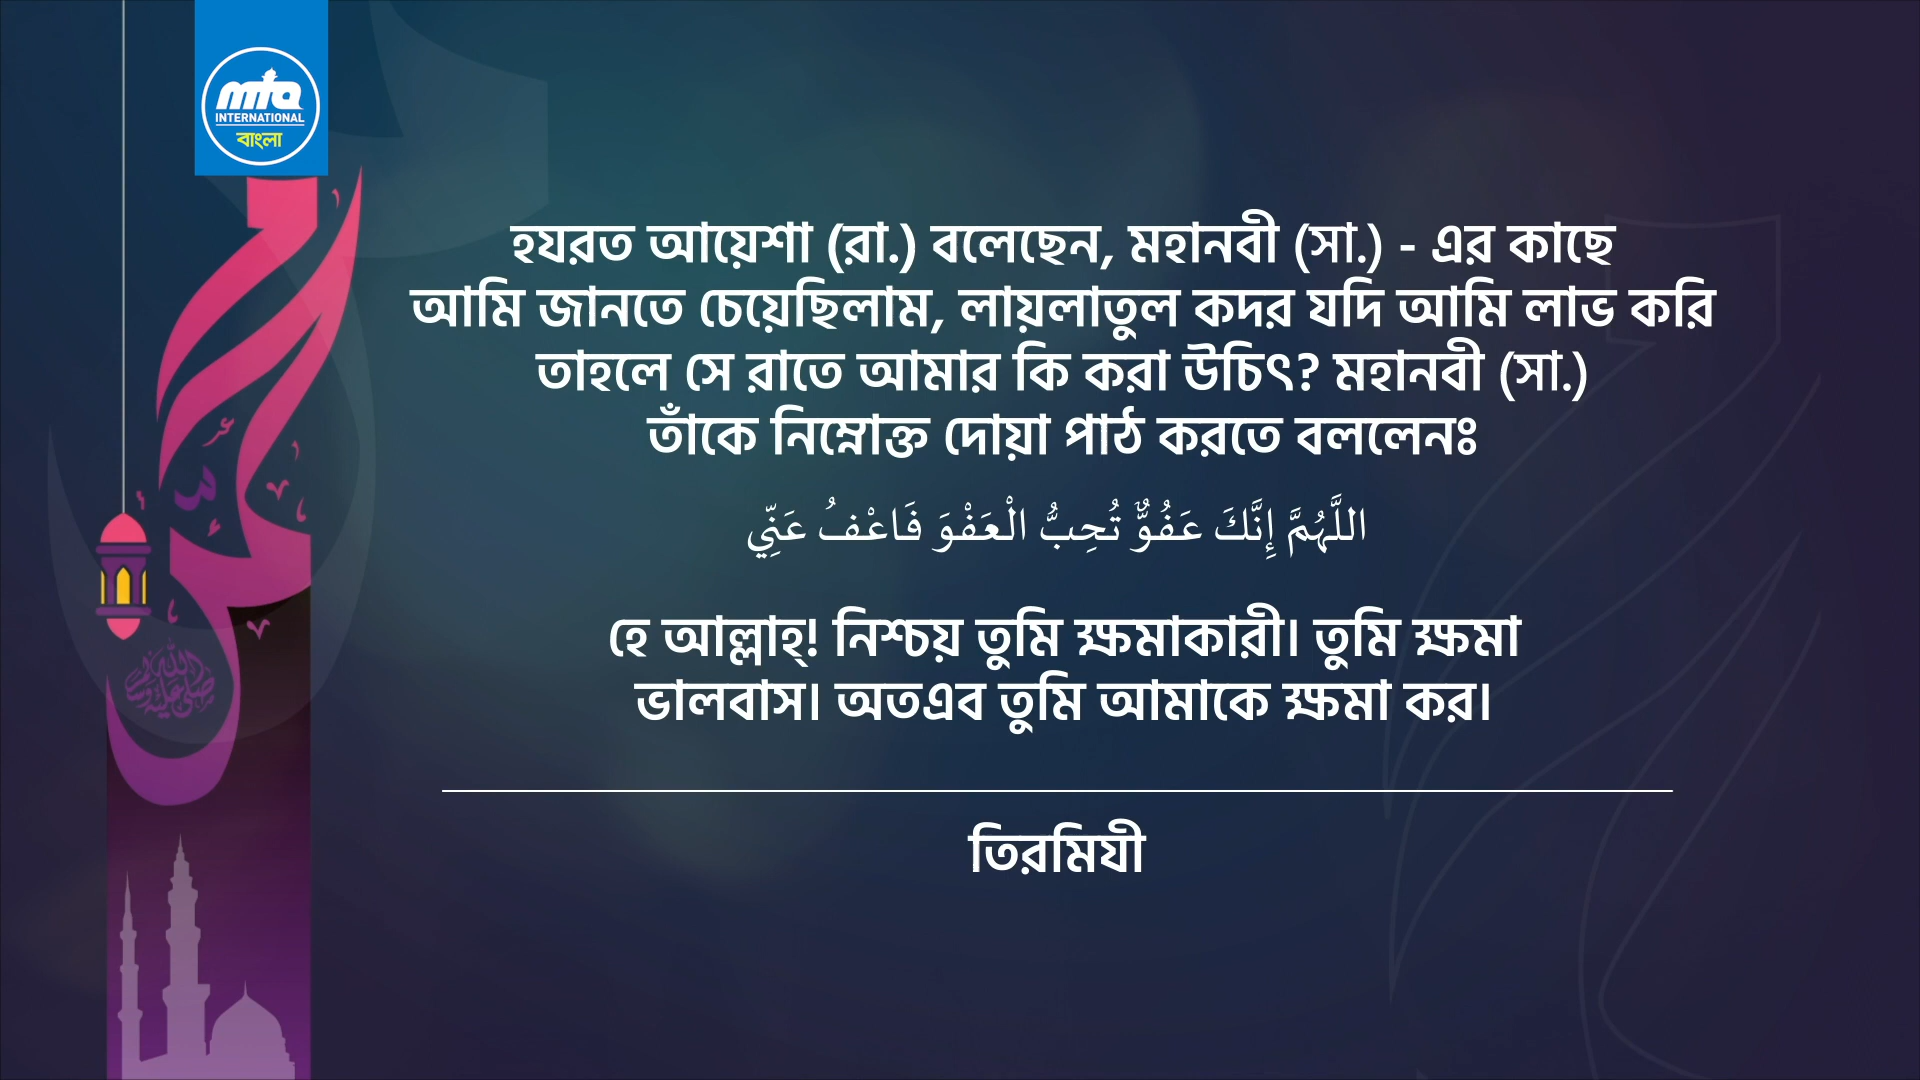 mta
INTERNATIONAL
বাংলা
হযরত আয়েশা (রা.) বলেছেন, মহানবী (সা.) - এর কাছে
আমি জানতে চেয়েছিলাম, লায়লাতুল কদর যদি আমি লাভ করি
তাহলে সে রাতে আমার কি করা উচিৎ? মহানবী (সা.)
তাঁকে নিম্নোক্ত দোয়া পাঠ করতে বললেনঃ
اللَّهُمَّ إِنَّكَ عَفُوٌّ تُحِبُّ الْعَفْوَ فَاعْفُ عَنِّي
হে আল্লাহ্! নিশ্চয় তুমি ক্ষমাকারী। তুমি ক্ষমা
ভালবাস। অতএব তুমি আমাকে ক্ষমা কর।
তিরমিযী